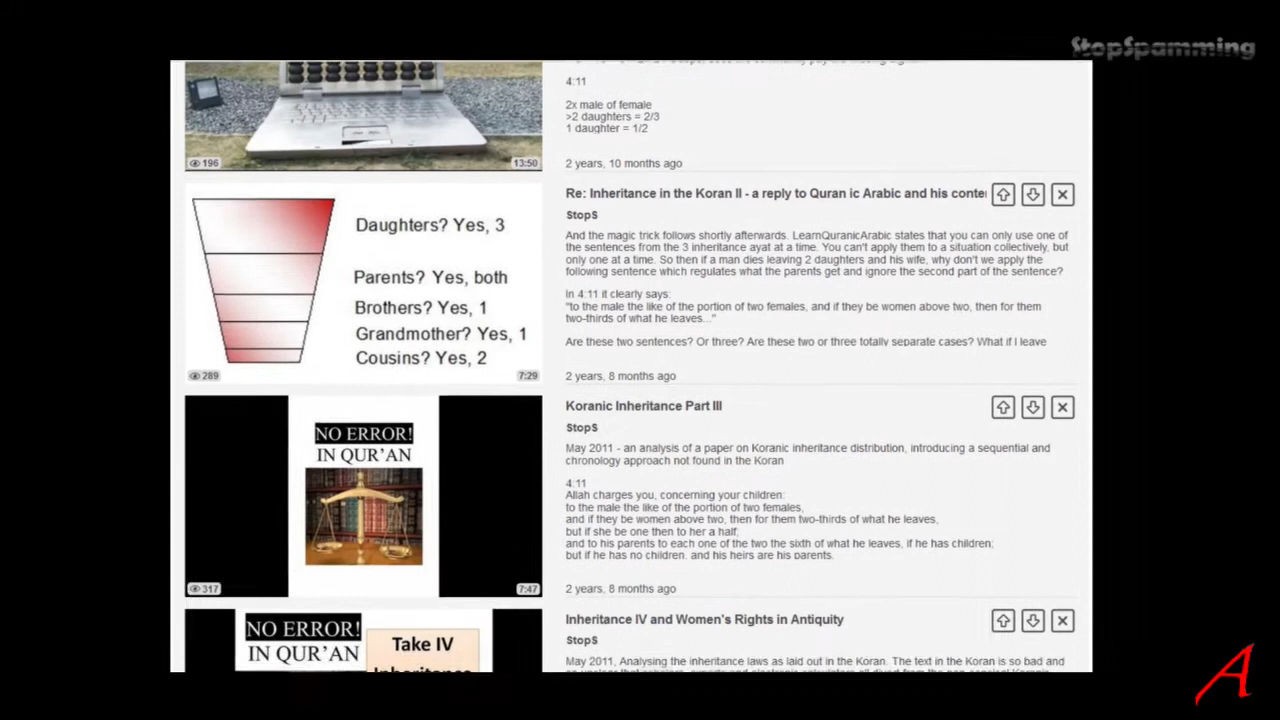 StopSpamming
4:11
2x male of female
>2 daughters = 2/3
1 daughter = 1/2
196
13:50
2 years, 10 months ago
Daughters? Yes, 3
Parents? Yes, both
Brothers? Yes, 1
Grandmother? Yes, 1
Cousins? Yes, 2
289
7:29
Re: Inheritance in the Koran II - a reply to Quran ic Arabic and his conte
StopS
And the magic trick follows shortly afterwards. LearnQuranicArabic states that you can only use one of
the sentences from the 3 inheritance ayat at a time. You can't apply them to a situation collectively, but
only one at a time. So then if a man dies leaving 2 daughters and his wife, why don't we apply the
following sentence which regulates what the parents get and ignore the second part of the sentence?
In 4:11 it clearly says:
"to the male the like of the portion of two females, and if they be women above two, then for them
two-thirds of what he leaves..."
Are these two sentences? Or three? Are these two or three totally separate cases? What if I leave
2 years, 8 months ago
NO ERROR!
IN QUR'AN
317
7:47
Koranic Inheritance Part III
StopS
May 2011 - an analysis of a paper on Koranic inheritance distribution, introducing a sequential and
chronology approach not found in the Koran
4:11
Allah charges you, concerning your children:
to the male the like of the portion of two females,
and if they be women above two, then for them two-thirds of what he leaves,
but if she be one then to her a half;
and to his parents to each one of the two the sixth of what he leaves, if he has children;
but if he has no children, and his heirs are his parents,
2 years, 8 months ago
NO ERROR!
IN QUR'AN
Take IV
Inheritance
Inheritance IV and Women's Rights in Antiquity
StopS
May 2011, Analysing the inheritance laws as laid out in the Koran. The text in the Koran is so bad and
A